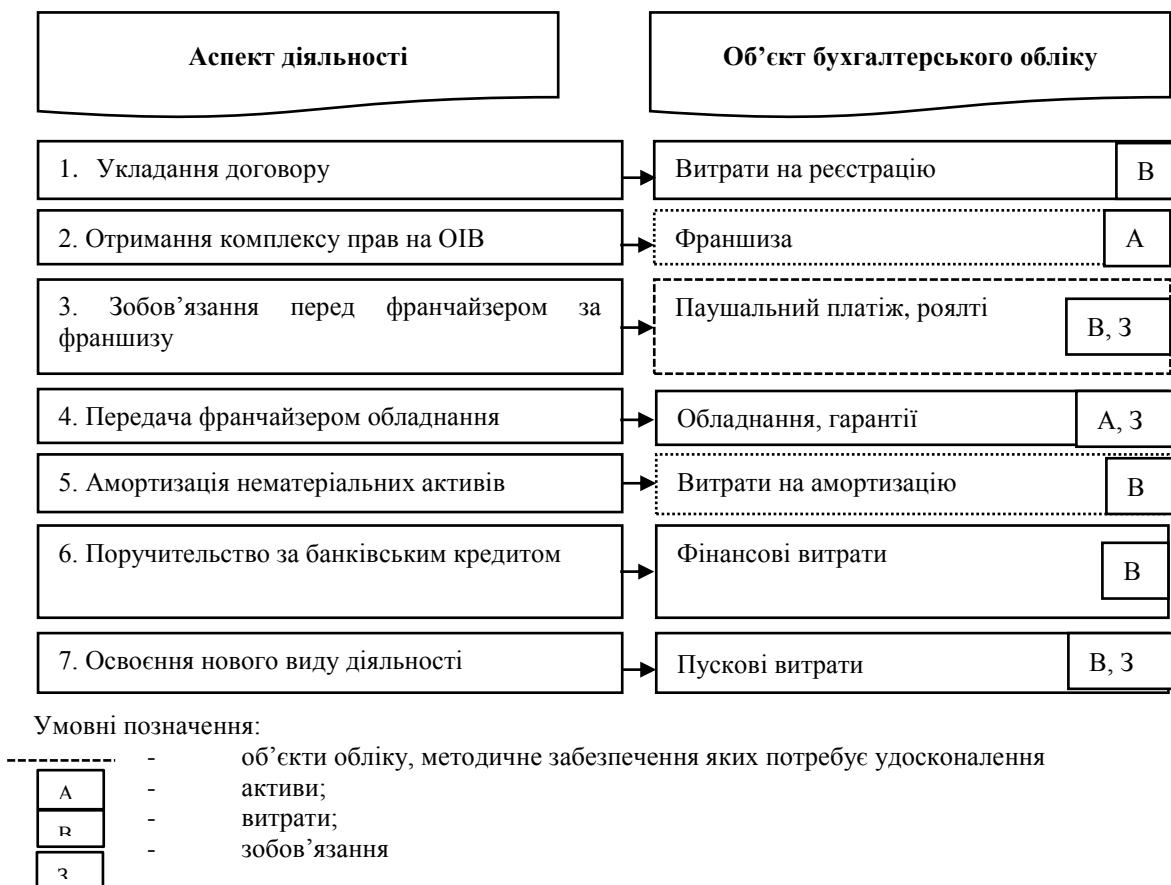 Аспект діяльності
Об’єкт бухгалтерського обліку
1. Укладання договору
Витрати на реєстрацію
В
2. Отримання комплексу прав на ОІВ
Франшиза
А
3. Зобов’язання перед франчайзером за
франшизу
Паушальний платіж, роялті
В, З
4. Передача франчайзером обладнання
Обладнання, гарантії
А, З
5. Амортизація нематеріальних активів
Витрати на амортизацію
В
6. Поручительство за банківським кредитом
Фінансові витрати
В
7. Освоєння нового виду діяльності
Пускові витрати
В, З
Умовні позначення:
- об’єкти обліку, методичне забезпечення яких потребує удосконалення
А - активи;
В - витрати;
З - зобов’язання